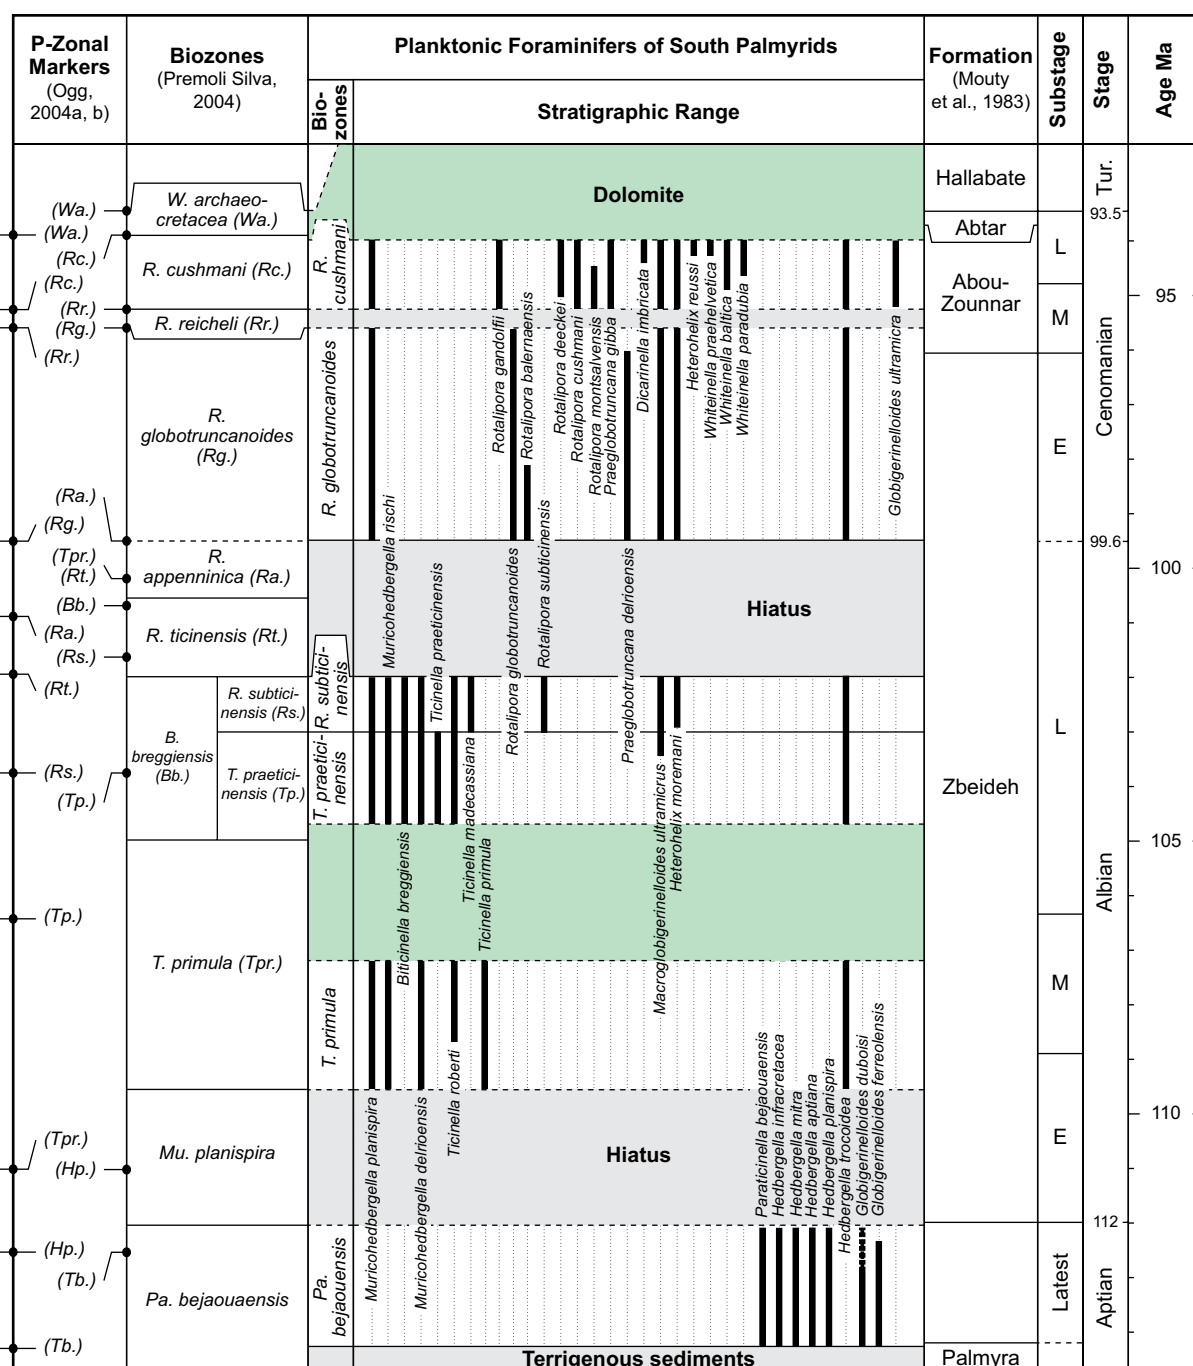 P-Zonal
Markers
(Ogg,
2004a, b)
Biozones
(Premoli Silva,
2004)
Planktonic Foraminifers of South Palmyrids
Bio-
zones
Stratigraphic Range
Formation
(Mouty
et al., 1983)
Substage
Stage
Age Ma
(Wa.)
(Wa.)
(Rc.)
(Rc.)
(Rr.)
(Rg.)
(Rr.)
(Ra.)
(Rg.)
(Tpr.)
(Rt.)
(Bb.)
(Ra.)
(Rs.)
(Rt.)
(Rs.)
(Tp.)
(Tp.)
(Tpr.)
(Hp.)
(Hp.)
(Tb.)
(Tb.)
W. archaeo-
cretacea (Wa.)
R. cushmani (Rc.)
R. reicheli (Rr.)
R.
globotruncanoides
(Rg.)
R.
appenninica (Ra.)
R. ticinensis (Rt.)
B.
breggiensis
(Bb.)
R. subtici-
nensis (Rs.)
T. praetici-
nensis (Tp.)
T. primula (Tpr.)
Mu. planispira
Pa. bejaouaensis
R.
cushmani
R. globotruncanoides
R. subtici-
nensis
T. praetici-
nensis
T. primula
Pa.
bejaouensis
Dolomite
Hiatus
Hiatus
Terrigenous sediments
Muricohedbergella planispira
Muricohedbergella rischi
Biticinella breggiensis
Muricohedbergella delrioensis
Ticinella praeticinensis
Ticinella roberti
Ticinella madecassiana
Ticinella primula
Rotalipora gandolfii
Rotalipora globotruncanoides
Rotalipora balernaensis
Rotalipora subticinensis
Rotalipora deeckei
Rotalipora cushmani
Rotalipora montsalvensis
Praeglobotruncana gibba
Praeglobotruncana delrioensis
Dicarinella imbricata
Macroglobigerinelloides ultramicrus
Heterohelix moremani
Heterohelix reussi
Whiteinella praehelvetica
Whiteinella baltica
Whiteinella paradubia
Paraticinella bejaouaensis
Hedbergella infracretacea
Hedbergella mitra
Hedbergella aptiana
Hedbergella planispira
Hedbergella trocoidea
Globigerinelloides duboisi
Globigerinelloides ferreolensis
Globigerinelloides ultramicra
Hallabate
Abtar
Abou-
Zounnar
Zbeideh
Palmyra
L
M
E
L
M
E
Latest
Tur.
Cenomanian
Albian
Aptian
93.5
95
99.6
100
105
110
112